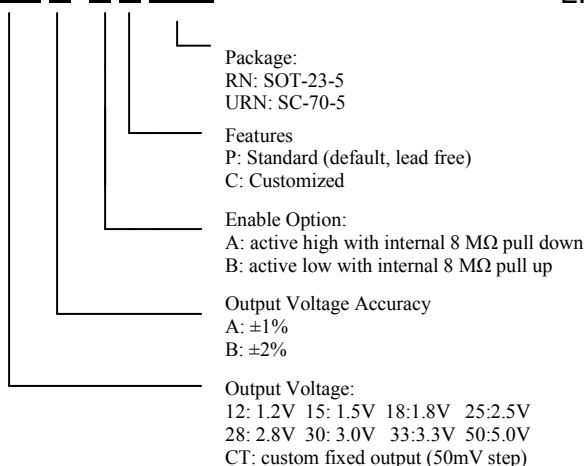 Package:
RN: SOT-23-5
URN: SC-70-5
Features
P: Standard (default, lead free)
C: Customized
Enable Option:
A: active high with internal 8 MΩ pull down
B: active low with internal 8 MΩ pull up
Output Voltage Accuracy
A: ±1%
B: ±2%
Output Voltage:
12: 1.2V 15: 1.5V 18:1.8V 25:2.5V
28: 2.8V 30: 3.0V 33:3.3V 50:5.0V
CT: custom fixed output (50mV step)